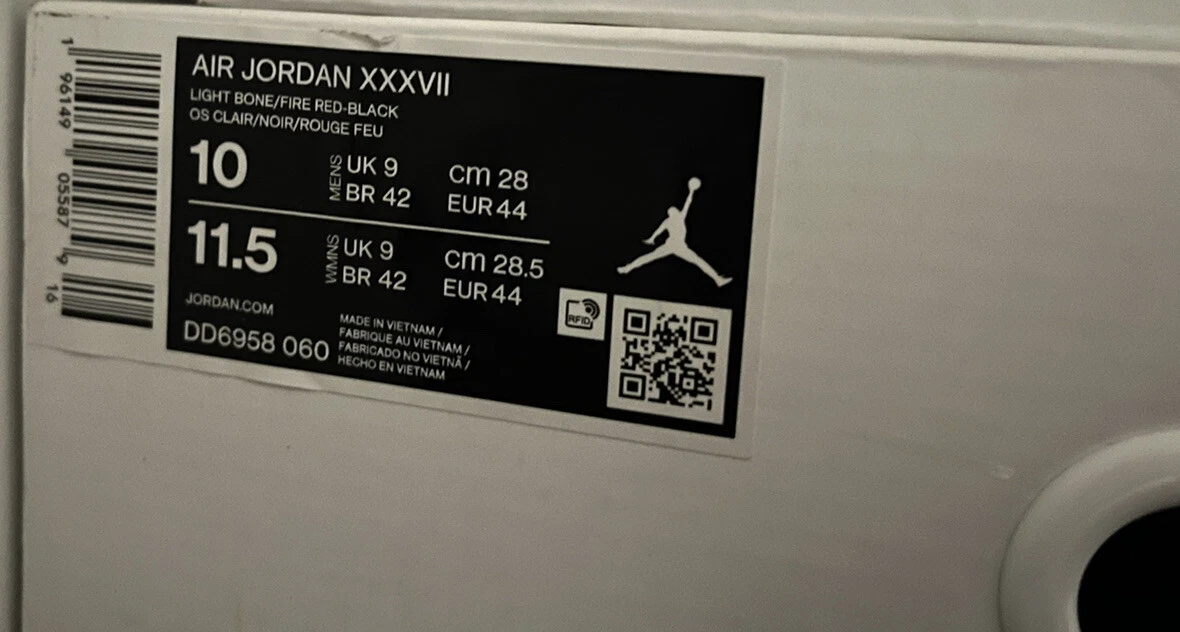 AIR JORDAN XXXVII
LIGHT BONE/FIRE RED-BLACK
OS CLAIR/NOIR/ROUGE FEU
10 MENS UK 9 cm 28
BR 42 EUR 44
11.5 WMNS UK 9 cm 28.5
BR 42 EUR 44
JORDAN.COM
DD6958 060
MADE IN VIETNAM /
FABRIQUE AU VIETNAM /
FABRICADO NO VIETNÃ /
HECHO EN VIETNAM
RFID
1 96149 05587 9
16